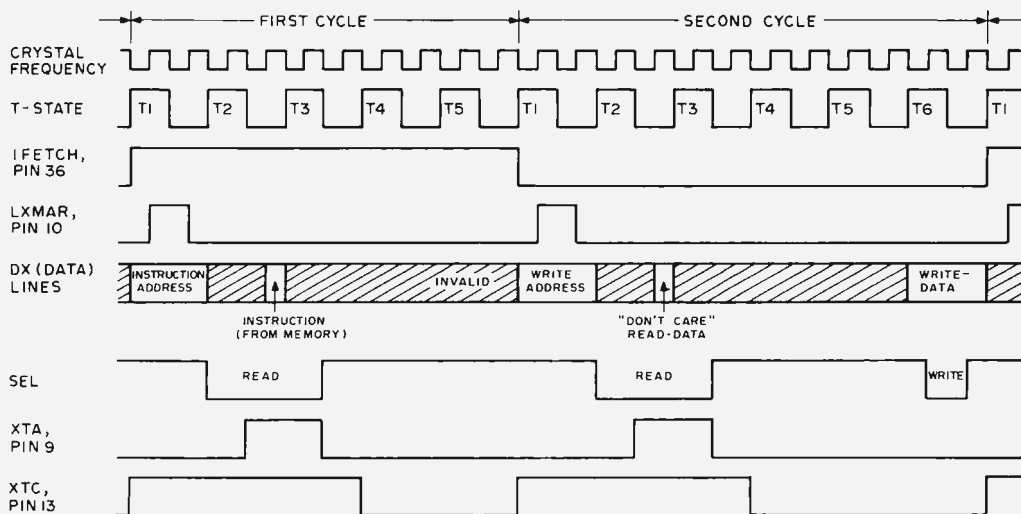 FIRST CYCLE
SECOND CYCLE
CRYSTAL
FREQUENCY
T-STATE
T1 T2 T3 T4 T5 T1 T2 T3 T4 T5 T6 T1
IFETCH,
PIN 36
LXMAR,
PIN 10
DX (DATA)
LINES
INSTRUCTION
ADDRESS
INVALID
WRITE
ADDRESS
WRITE-
DATA
INSTRUCTION
(FROM MEMORY)
"DON'T CARE"
READ-DATA
SEL
READ
READ
WRITE
XTA,
PIN 9
XTC,
PIN 13